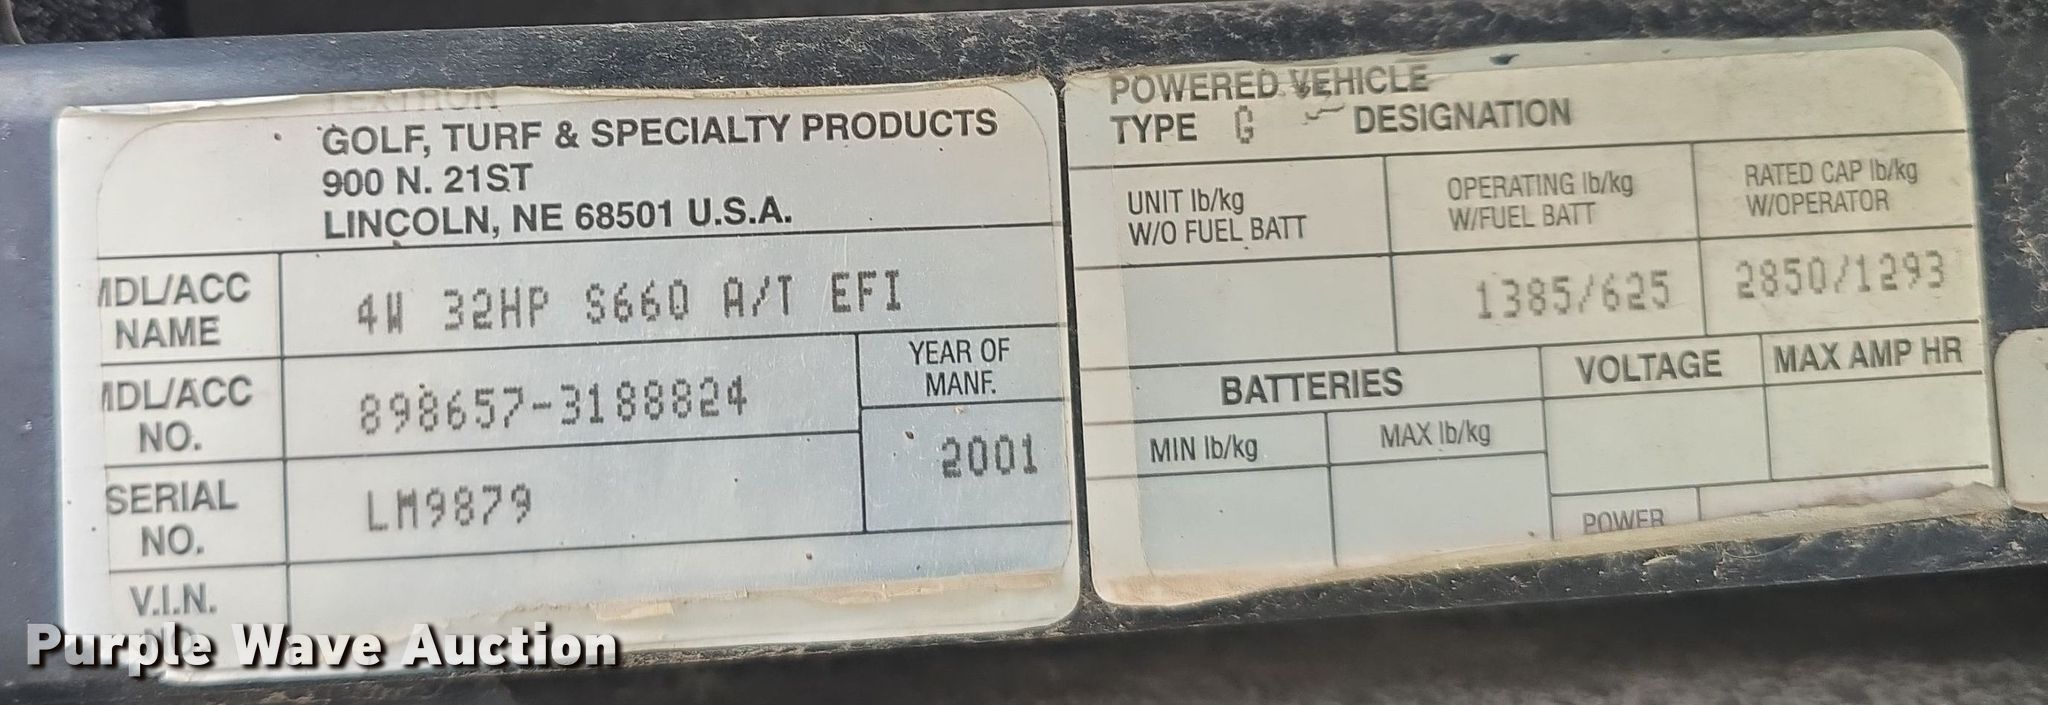 TEXTRON
GOLF, TURF & SPECIALTY PRODUCTS
900 N. 21ST
LINCOLN, NE 68501 U.S.A.
MDL/ACC
NAME
4W 32HP S660 A/T EFI
MDL/ACC
NO.
898657-3188824
YEAR OF
MANF.
2001
SERIAL
NO.
LM9879
V.I.N.
NO.
POWERED VEHICLE
TYPE G DESIGNATION
UNIT lb/kg
W/O FUEL BATT
OPERATING lb/kg
W/FUEL BATT
1385/625
RATED CAP lb/kg
W/OPERATOR
2850/1293
BATTERIES
MIN lb/kg
MAX lb/kg
VOLTAGE
MAX AMP HR
POWER
Purple Wave Auction